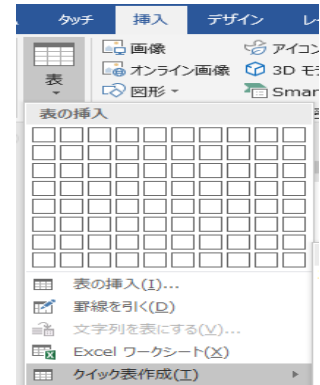 タッチ 挿入 デザイン
表
画像 アイコン
オンライン画像 3D モデ
図形 Smar
表の挿入
表の挿入(I)...
罫線を引く(D)
文字列を表にする(V)...
Excel ワークシート(X)
クイック表作成(T)